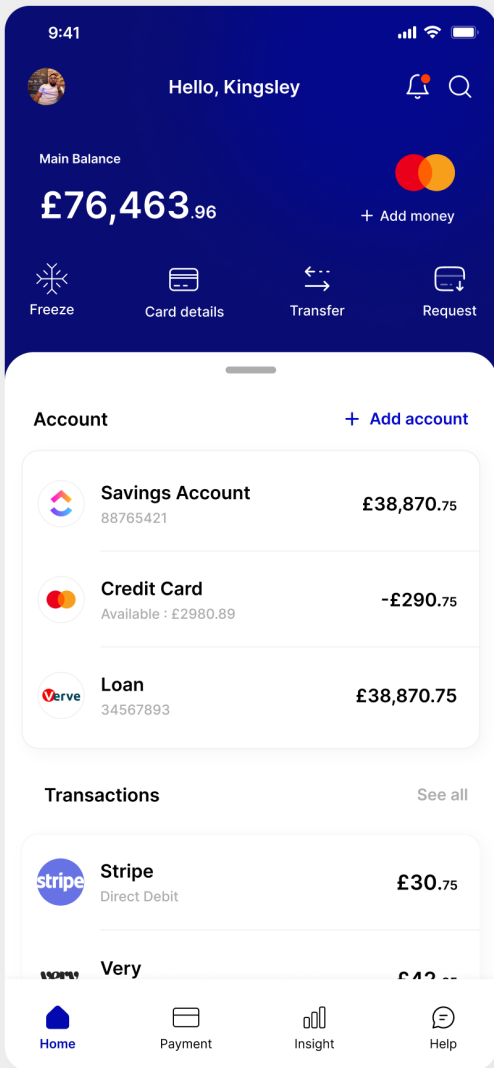 9:41
Hello, Kingsley
Main Balance
£76,463.96
+ Add money
Freeze
Card details
Transfer
Request
Account
+ Add account
Savings Account
88765421
£38,870.75
Credit Card
Available : £2980.89
-£290.75
Verve
Loan
34567893
£38,870.75
Transactions
See all
stripe
Stripe
Direct Debit
£30.75
very
Very
Home
Payment
Insight
Help